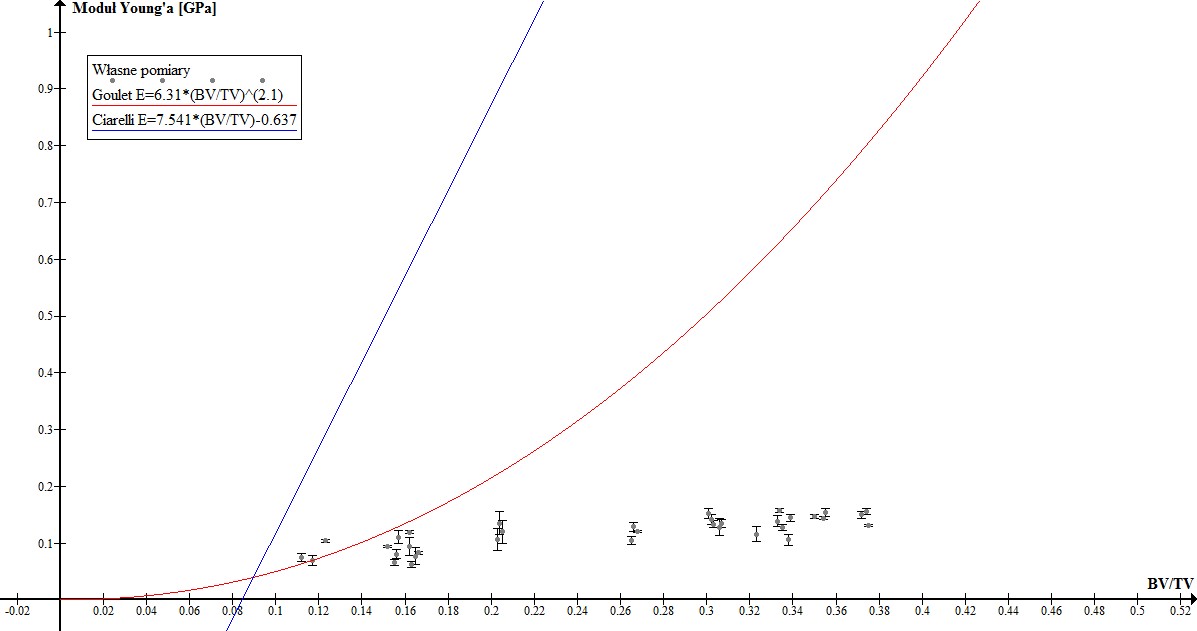 Moduł Young'a [GPa]
1
Własne pomiary
0.9
Goulet E=6.31*(BV/TV)^(2.1)
Ciarelli E=7.541*(BV/TV)-0.637
0.8
0.7
0.6
0.5
0.4
0.3
0.2
0.1
BV/TV
-0.02 0.02 0.04 0.06 0.08 0.1 0.12 0.14 0.16 0.18 0.2 0.22 0.24 0.26 0.28 0.3 0.32 0.34 0.36 0.38 0.4 0.42 0.44 0.46 0.48 0.5 0.52